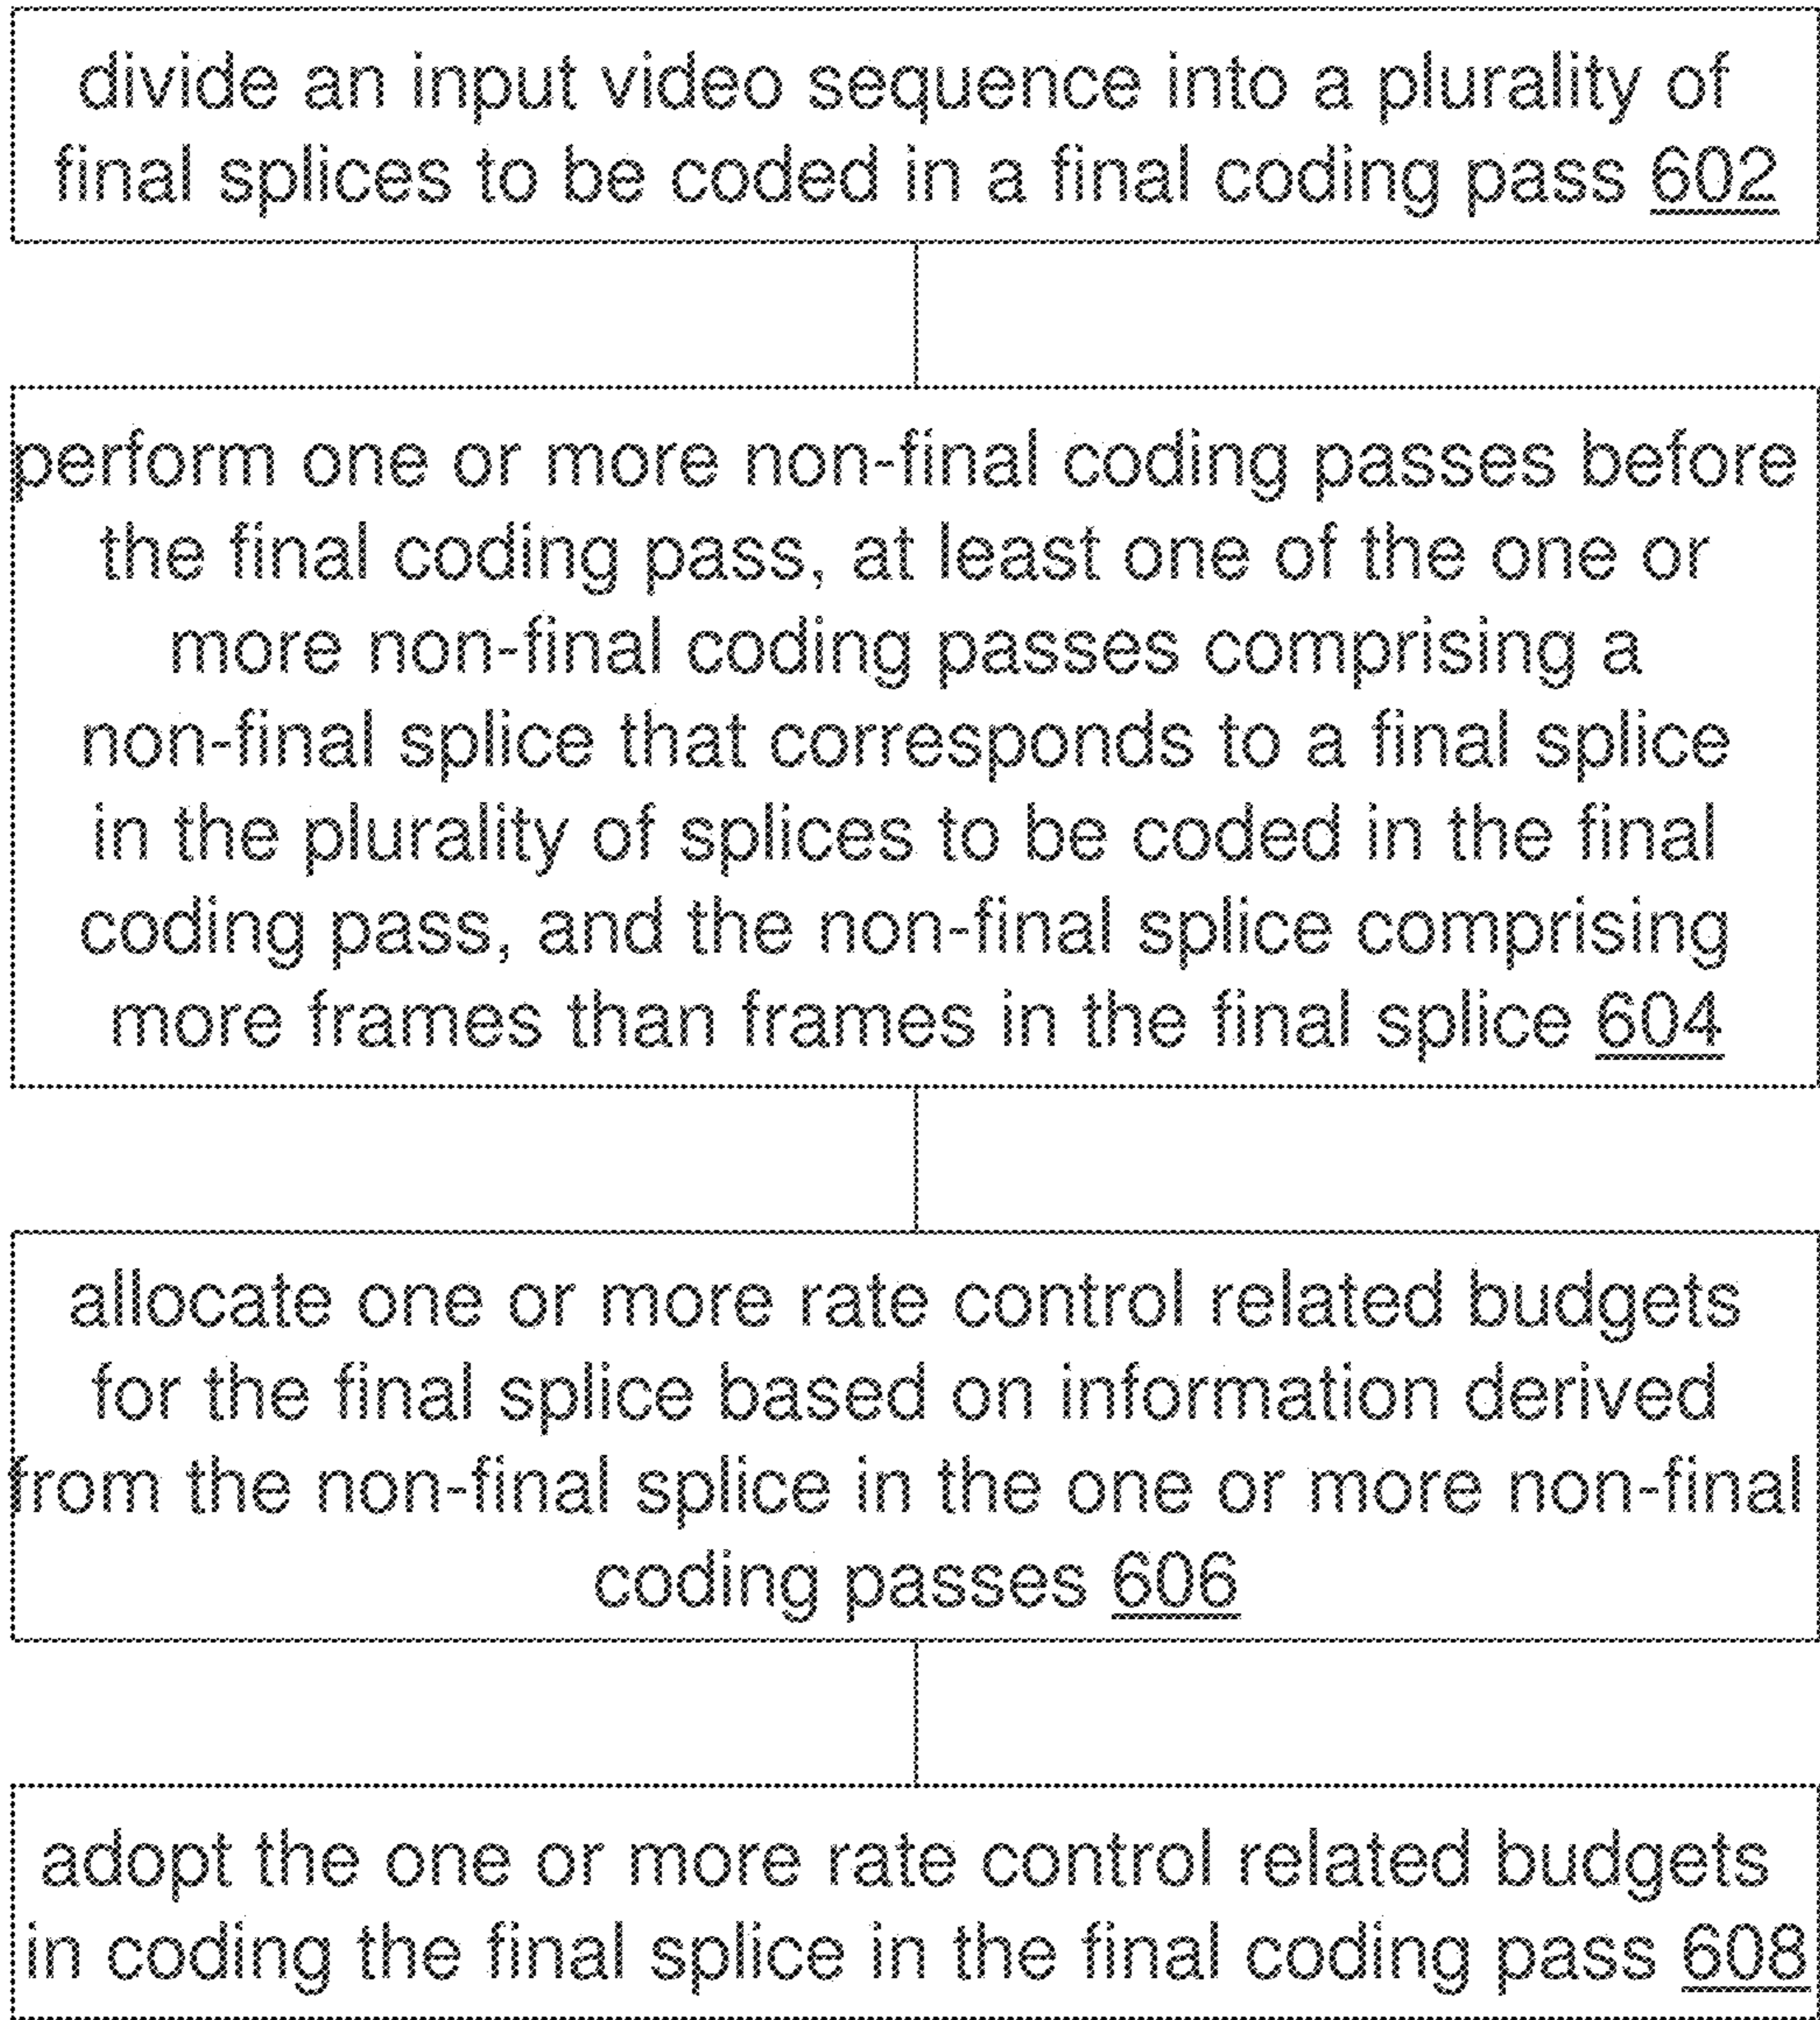 divide an input video sequence into a plurality of
final splices to be coded in a final coding pass 602
perform one or more non-final coding passes before
the final coding pass, at least one of the one or
more non-final coding passes comprising a
non-final splice that corresponds to a final splice
in the plurality of splices to be coded in the final
coding pass, and the non-final splice comprising
more frames than frames in the final splice 604
allocate one or more rate control related budgets
for the final splice based on information derived
from the non-final splice in the one or more non-final
coding passes 606
adopt the one or more rate control related budgets
in coding the final splice in the final coding pass 608